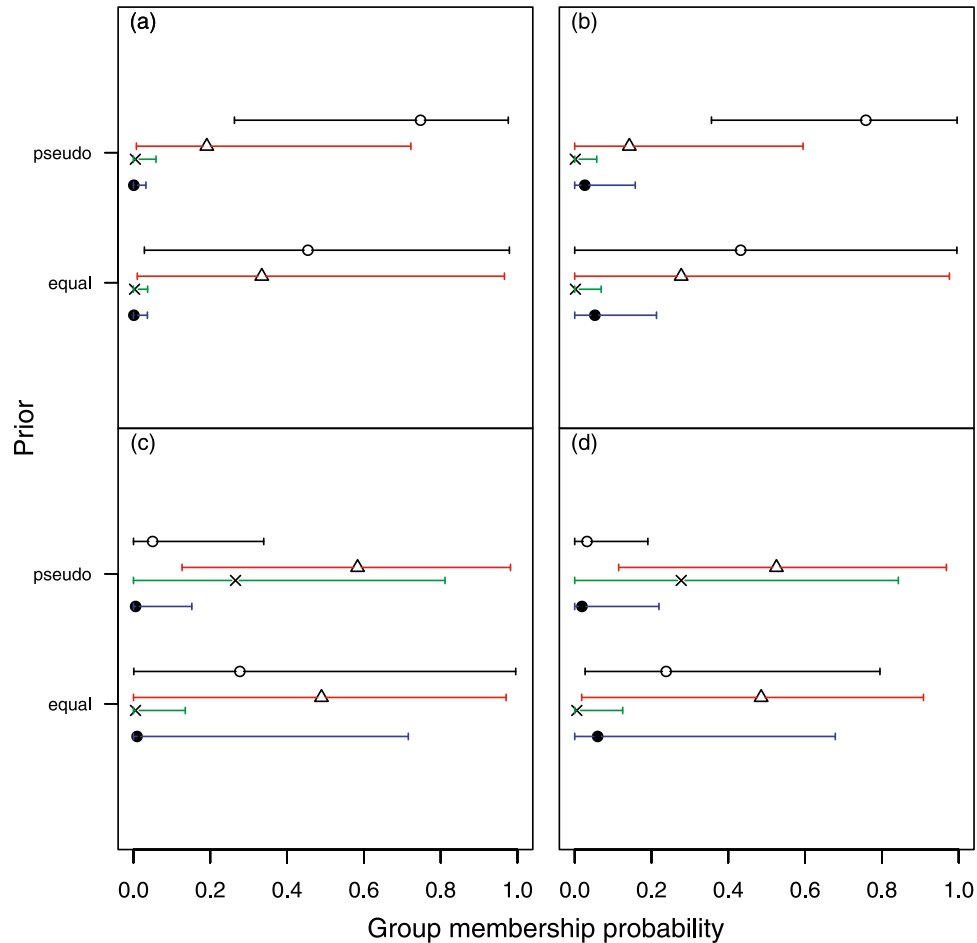 (a)
(b)
pseudo
equal
Prior
(c)
(d)
pseudo
equal
0.0 0.2 0.4 0.6 0.8 1.0 0.0 0.2 0.4 0.6 0.8 1.0
Group membership probability